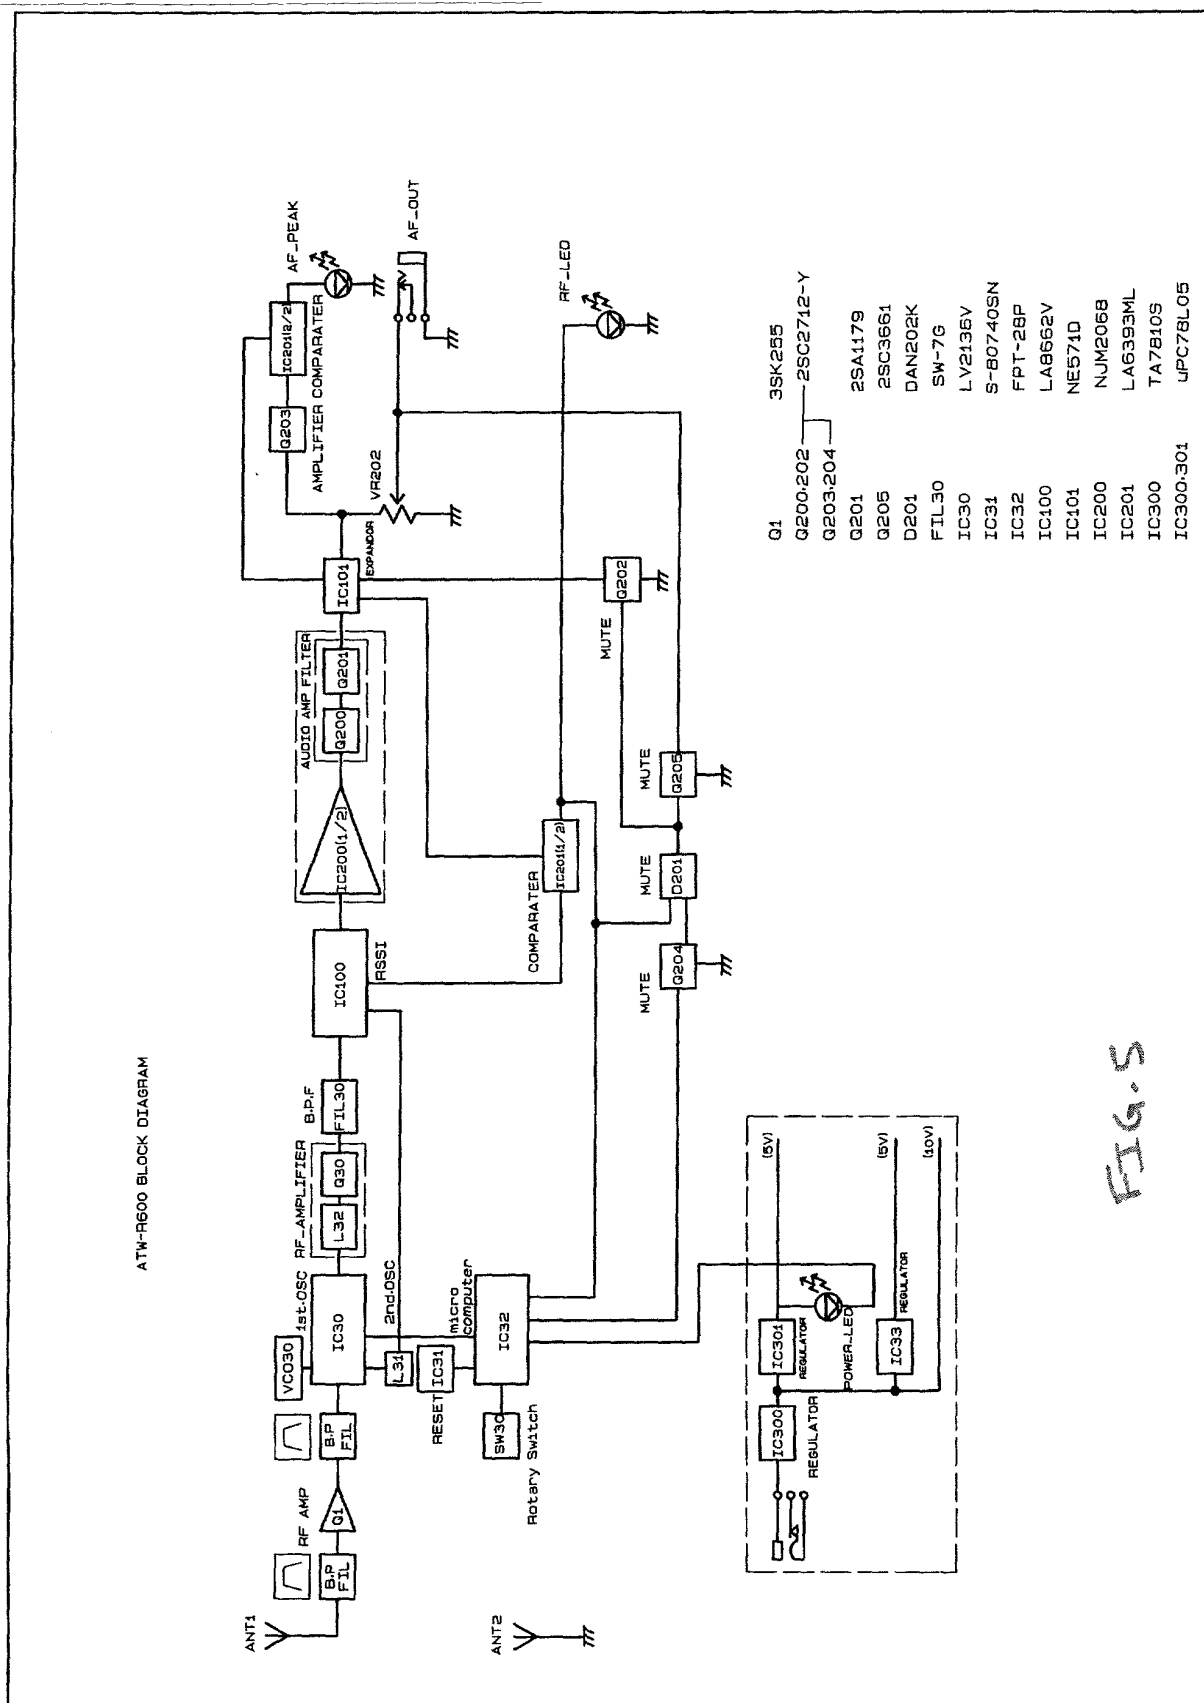 ATW-R600 BLOCK DIAGRAM
ANT1
B.P FIL
RF AMP
Q1
B.P FIL
VCO30
1st.OSC
IC30
RF_AMPLIFIER
L32
Q30
B.P.F
FIL30
IC100
RSSI
IC200(1/2)
AUDIO AMP FILTER
Q200
Q201
IC101
EXPANDOR
VR202
Q203
AMPLIFIER COMPARATER
IC201(2/2)
AF_PEAK
AF_OUT
L31
2nd.OSC
RESET
IC31
micro computer
IC32
SW30
Rotary Switch
COMPARATER
IC201(1/2)
RF_LED
MUTE
Q202
MUTE
Q204
MUTE
D201
MUTE
Q205
ANT2
IC300
REGULATOR
IC301
REGULATOR
POWER_LED
IC33
REGULATOR
(5V)
(5V)
(10V)
Q1 3SK255
Q200.202 2SC2712-Y
Q203.204
Q201 2SA1179
Q205 2SC3661
D201 DAN202K
FIL30 SW-7G
IC30 LV2136V
IC31 S-80740SN
IC32 FPT-28P
IC100 LA8662V
IC101 NE571D
IC200 NJM2068
IC201 LA6393ML
IC300 TA7810S
IC300.301 uPC78L05
FIG. 5